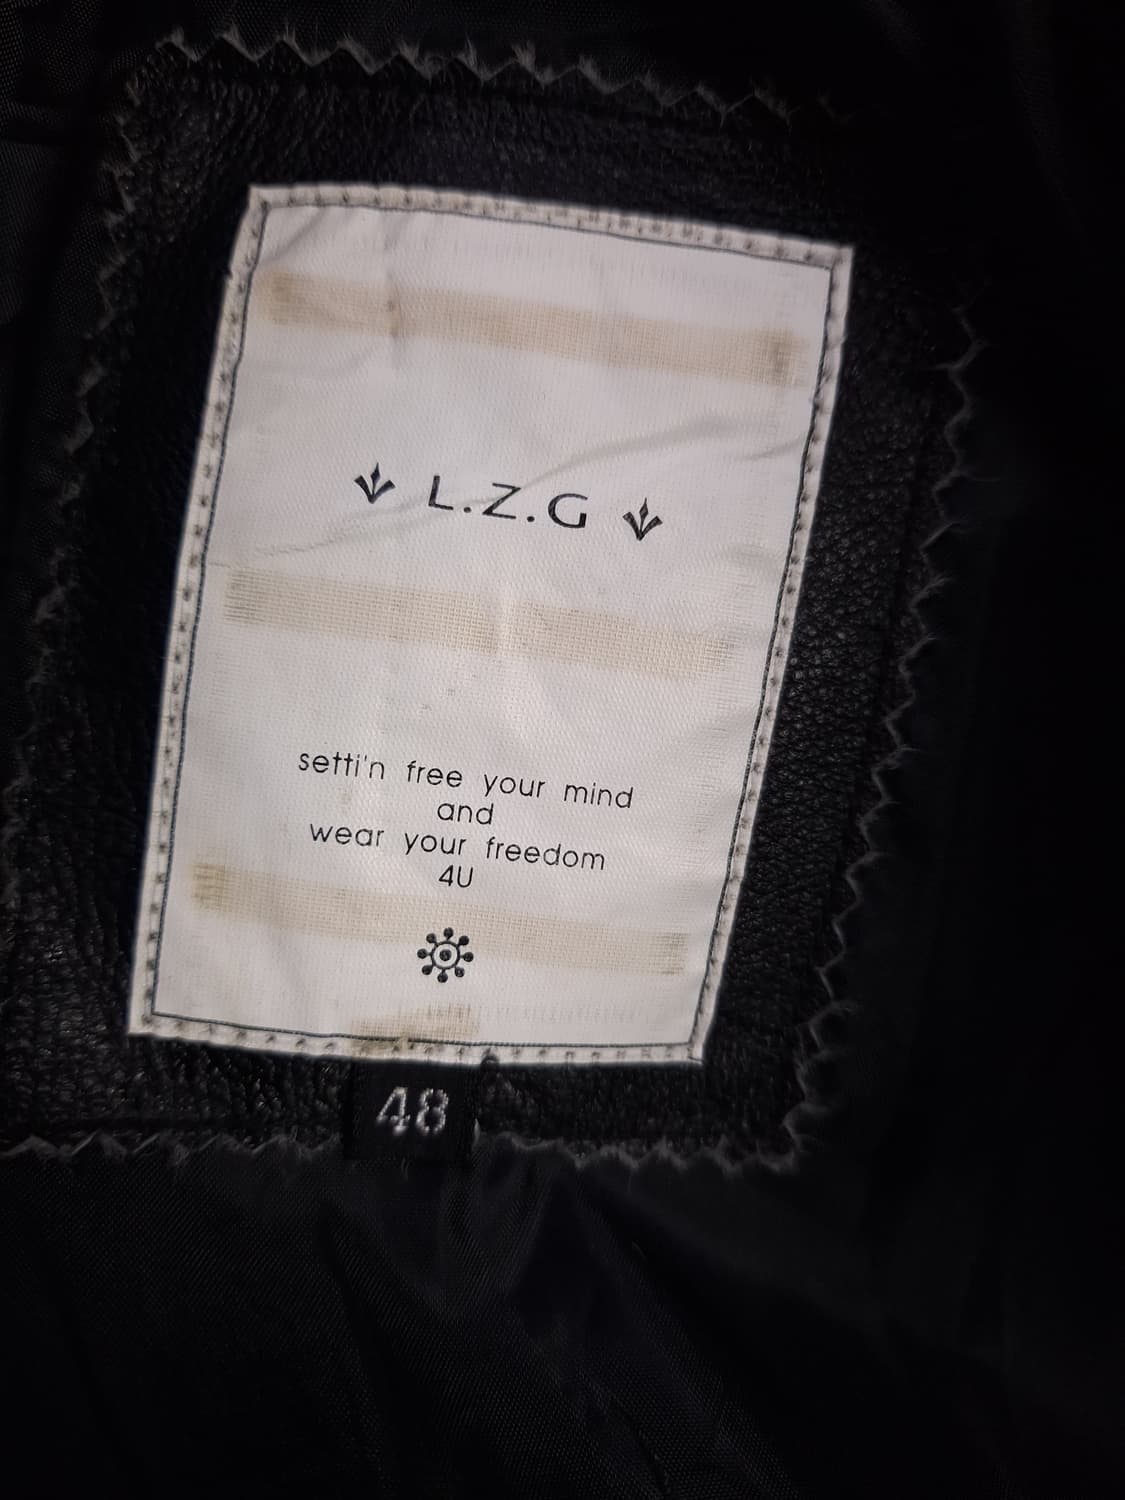 L.Z.G
setti'n free your mind
and
wear your freedom
4U
48